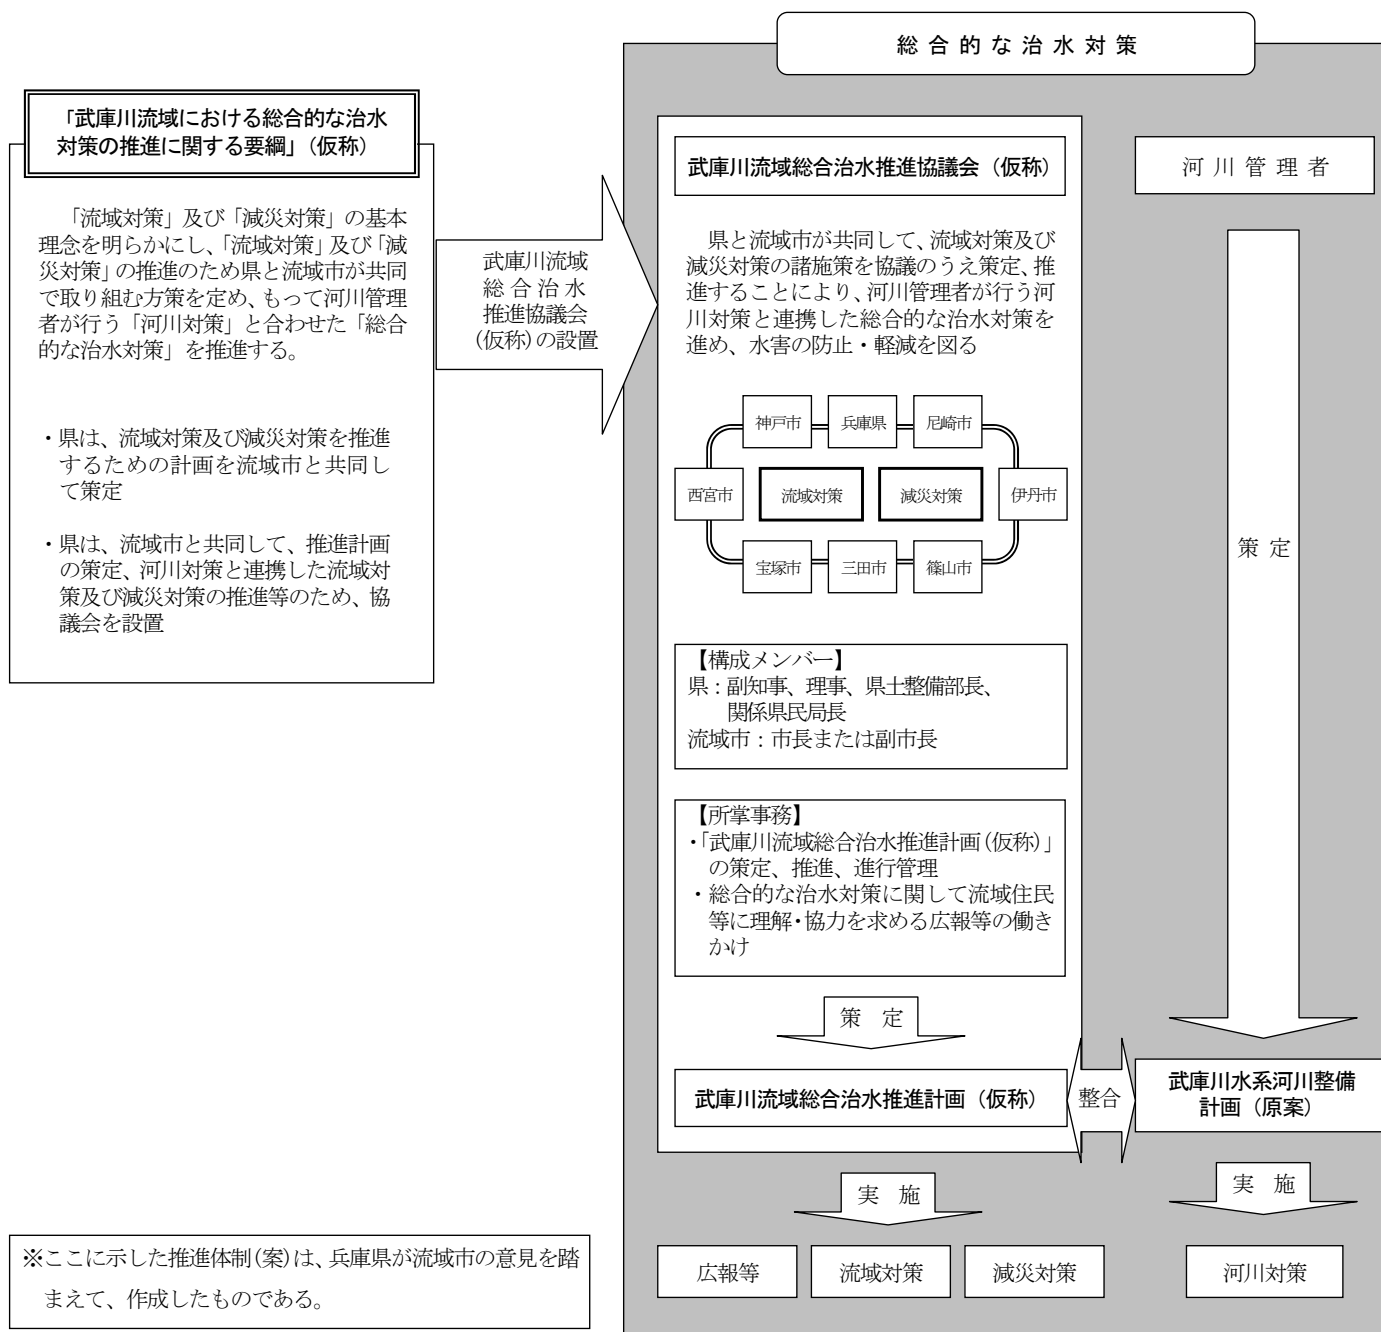 総合的な治水対策
「武庫川流域における総合的な治水
対策の推進に関する要綱」（仮称）
「流域対策」及び「減災対策」の基本
理念を明らかにし、「流域対策」及び「減
災対策」の推進のため県と流域市が共同
で取り組む方策を定め、もって河川管理
者が行う「河川対策」と合わせた「総合
的な治水対策」を推進する。
・県は、流域対策及び減災対策を推進
するための計画を流域市と共同し
て策定
・県は、流域市と共同して、推進計画
の策定、河川対策と連携した流域対
策及び減災対策の推進等のため、協
議会を設置
武庫川流域
総合治水
推進協議会
(仮称)の設置
武庫川流域総合治水推進協議会（仮称）
県と流域市が共同して、流域対策及び
減災対策の諸施策を協議のうえ策定、推
進することにより、河川管理者が行う河
川対策と連携した総合的な治水対策を
進め、水害の防止・軽減を図る
神戸市 兵庫県 尼崎市
西宮市 流域対策 減災対策 伊丹市
宝塚市 三田市 篠山市
【構成メンバー】
県：副知事、理事、県土整備部長、
関係県民局長
流域市：市長または副市長
【所掌事務】
・「武庫川流域総合治水推進計画(仮称)」
の策定、推進、進行管理
・総合的な治水対策に関して流域住民
等に理解・協力を求める広報等の働き
かけ
策 定
武庫川流域総合治水推進計画（仮称）
整合
河川管理者
策 定
武庫川水系河川整備
計画（原案）
実 施
実 施
広報等 流域対策 減災対策 河川対策
※ここに示した推進体制(案)は、兵庫県が流域市の意見を踏
まえて、作成したものである。